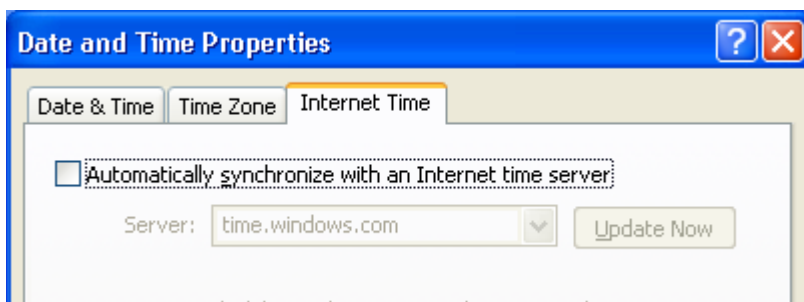 Date and Time Properties
Date & Time Time Zone Internet Time
Automatically synchronize with an Internet time server
Server: time.windows.com Update Now